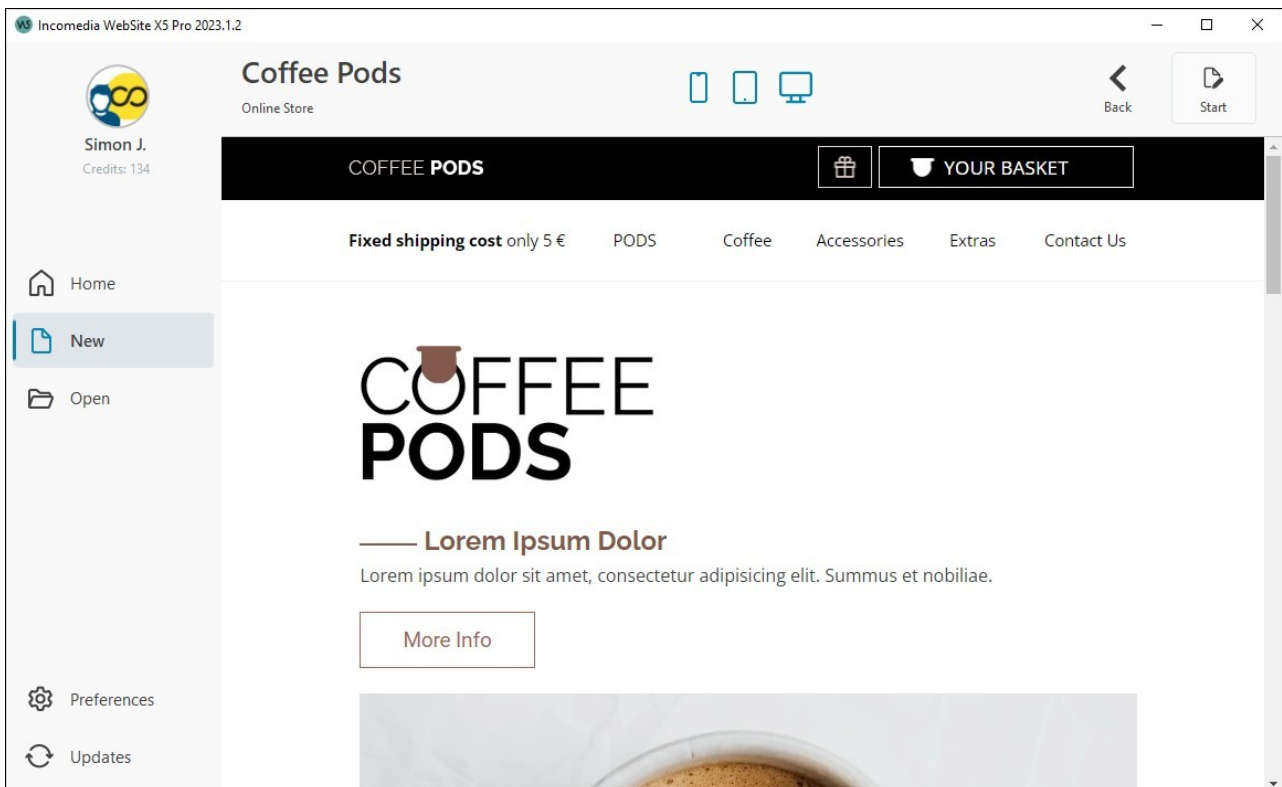 Incomedia WebSite X5 Pro 2023.1.2
Simon J.
Credits: 134
Home
New
Open
Preferences
Updates
Coffee Pods
Online Store
Back
Start
COFFEE PODS
YOUR BASKET
Fixed shipping cost only 5 € PODS Coffee Accessories Extras Contact Us
COFFEE
PODS
Lorem Ipsum Dolor
Lorem ipsum dolor sit amet, consectetur adipisicing elit. Summus et nobiliae.
More Info